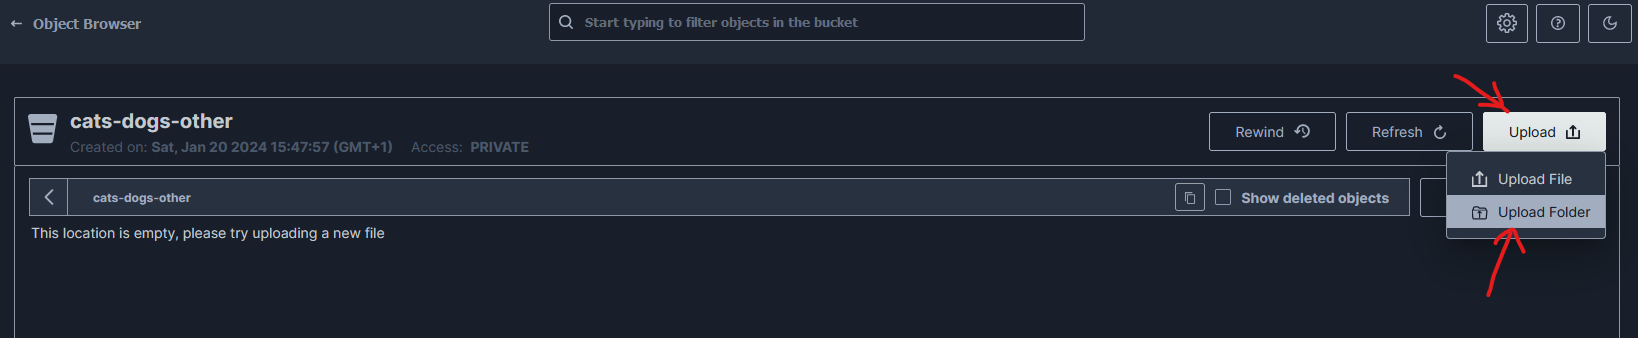 Object Browser
Start typing to filter objects in the bucket
cats-dogs-other
Created on: Sat, Jan 20 2024 15:47:57 (GMT+1) Access: PRIVATE
Rewind
Refresh
Upload
Upload File
Upload Folder
cats-dogs-other
Show deleted objects
This location is empty, please try uploading a new file